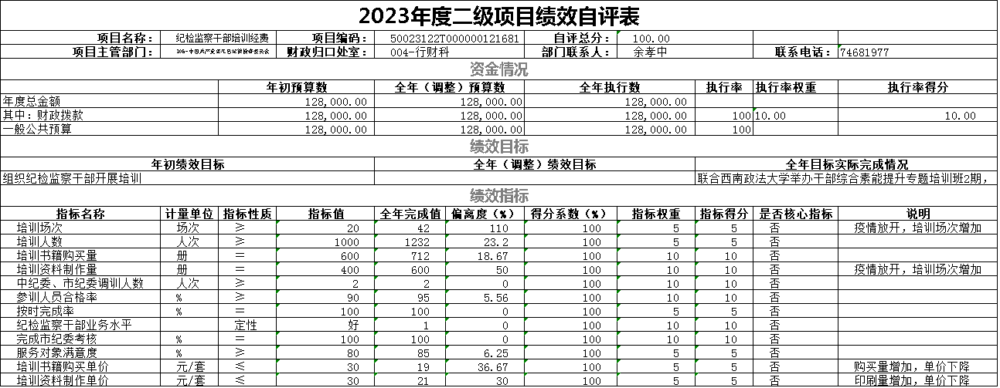 2023年度二级项目绩效自评表
项目名称： 纪检监察干部培训经费 项目编码： 50023122T000000121681 自评总分： 100.00
项目主管部门： 财政归口处室： 004-行财科 部门联系人： 余孝中 联系电话： 74681977
资金情况
年初预算数 全年（调整）预算数 全年执行数 执行率 执行率权重 执行率得分
年度总金额 128,000.00 128,000.00 128,000.00
其中：财政拨款 128,000.00 128,000.00 128,000.00 100 10.00 10.00
一般公共预算 128,000.00 128,000.00 128,000.00 100
绩效目标
年初绩效目标 全年（调整）绩效目标 全年目标实际完成情况
组织纪检监察干部开展培训 联合西南政法大学举办干部综合素能提升专题培训班2期，
绩效指标
指标名称 计量单位 指标性质 指标值 全年完成值 偏离度（%） 得分系数（%） 指标权重 指标得分 是否核心指标 说明
培训场次 场次 ≥ 20 42 110 100 5 5 否 疫情放开，培训场次增加
培训人数 人次 ≥ 1000 1232 23.2 100 5 5 否
培训书籍购买量 册 ＝ 600 712 18.67 100 10 10 否
培训资料制作量 册 ＝ 400 600 50 100 10 10 否 疫情放开，培训场次增加
中纪委、市纪委调训人数 人次 ≥ 2 2 0 100 10 10 否
参训人员合格率 % ≥ 90 95 5.56 100 10 10 否
按时完成率 % ＝ 100 100 0 100 5 5 否
纪检监察干部业务水平 定性 好 1 0 100 10 10 否
完成市纪委考核 % ＝ 100 100 0 100 10 10 否
服务对象满意度 % ≥ 80 85 6.25 100 5 5 否
培训书籍购买单价 元/套 ≤ 30 19 36.67 100 5 5 否 购买量增加，单价下降
培训资料制作单价 元/套 ≤ 30 21 30 100 5 5 否 印刷量增加，单价下降